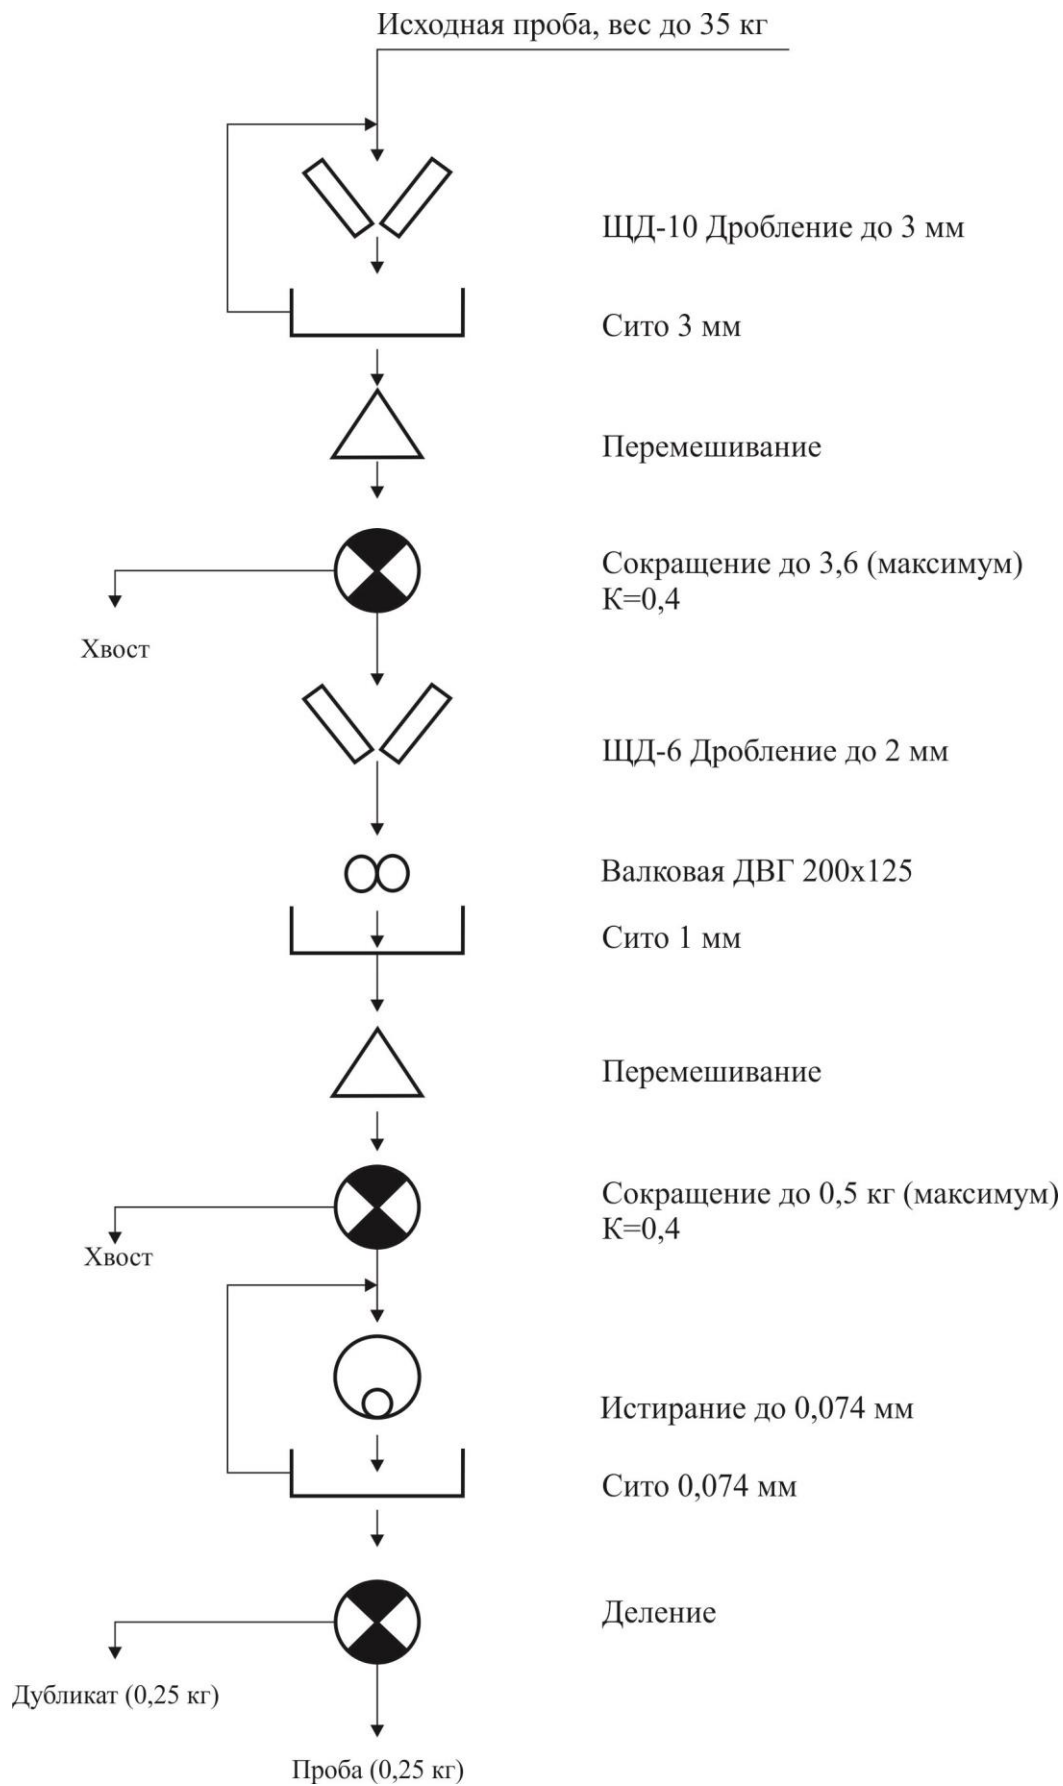 Исходная проба, вес до 35 кг
ЩД-10 Дробление до 3 мм
Сито 3 мм
Перемешивание
Сокращение до 3,6 (максимум)
К=0,4
Хвост
ЩД-6 Дробление до 2 мм
Валковая ДВГ 200х125
Сито 1 мм
Перемешивание
Сокращение до 0,5 кг (максимум)
К=0,4
Хвост
Истирание до 0,074 мм
Сито 0,074 мм
Деление
Дубликат (0,25 кг)
Проба (0,25 кг)